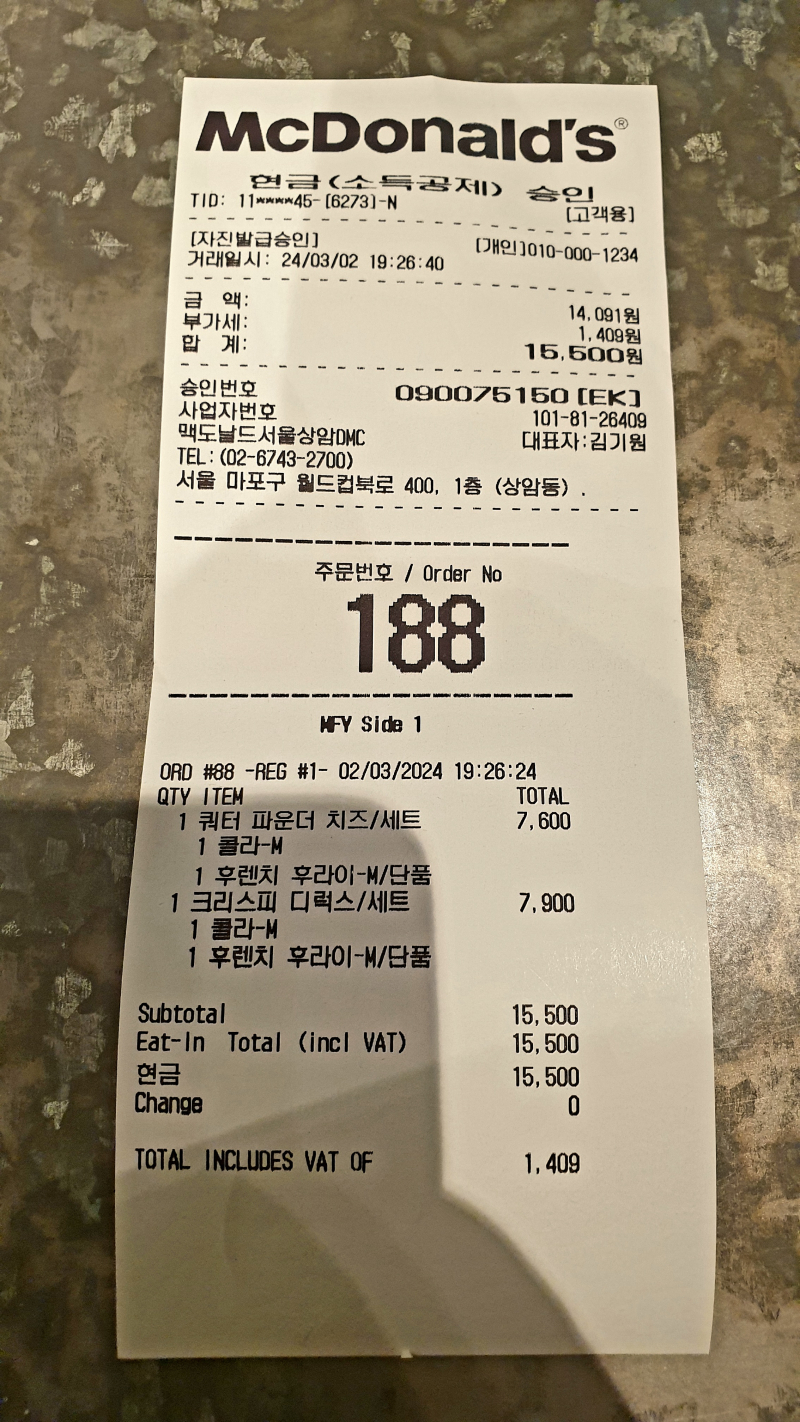 McDonald's®
현금(소득공제) 승인
TID: 11****45-[6273]-N
[고객용]
[자진발급승인] [개인]010-000-1234
거래일시: 24/03/02 19:26:40
금 액: 14,091원
부가세: 1,409원
합 계: 15,500원
승인번호 090075150 [EK]
사업자번호 101-81-26409
맥도날드서울상암DMC 대표자:김기원
TEL:(02-6743-2700)
서울 마포구 월드컵북로 400, 1층 (상암동) .
주문번호 / Order No
188
MFY Side 1
ORD #88 -REG #1- 02/03/2024 19:26:24
QTY ITEM TOTAL
1 쿼터 파운더 치즈/세트 7,600
1 콜라-M
1 후렌치 후라이-M/단품
1 크리스피 디럭스/세트 7,900
1 콜라-M
1 후렌치 후라이-M/단품
Subtotal 15,500
Eat-In Total (incl VAT) 15,500
현금 15,500
Change 0
TOTAL INCLUDES VAT OF 1,409